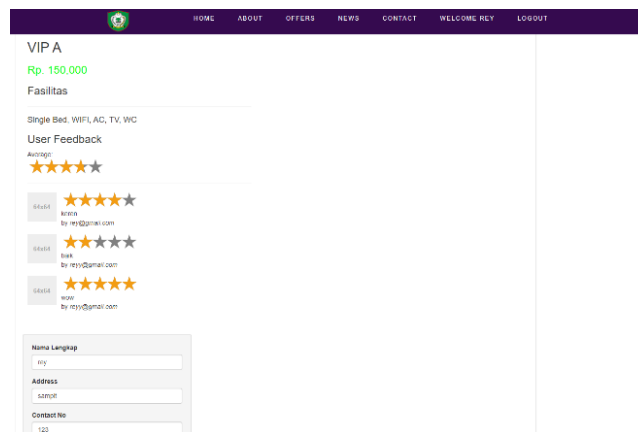 HOME ABOUT OFFERS NEWS CONTACT WELCOME REY LOGOUT
VIP A
Rp. 150,000
Fasilitas
Single Bed, WIFI, AC, TV, WC
User Feedback
Average:
64x64
keren
by rey@gmail.com
64x64
baik
by reyy@gmail.com
64x64
wow
by reyy@gmail.com
Nama Lengkap
rey
Address
sampit
Contact No
123